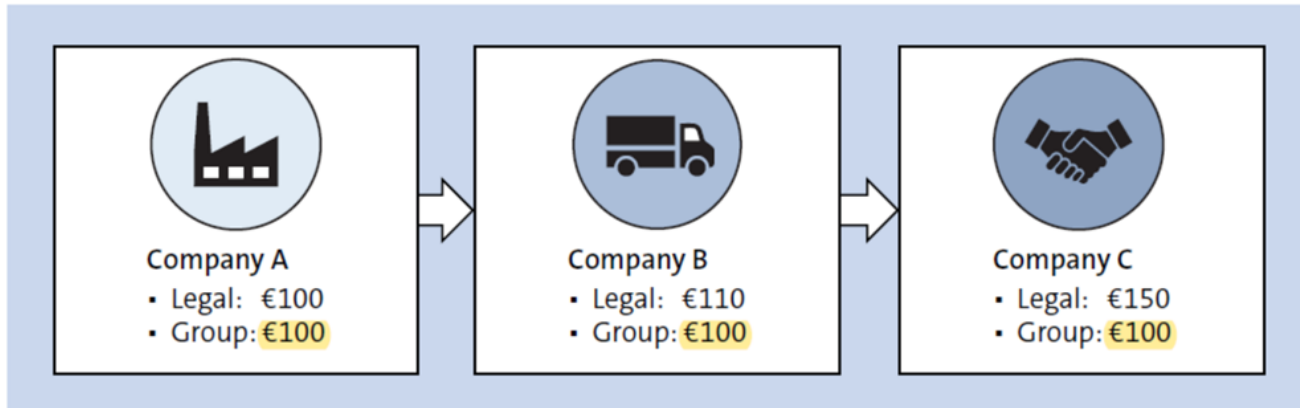 Company A
▪ Legal: €100
▪ Group: €100
Company B
▪ Legal: €110
▪ Group: €100
Company C
▪ Legal: €150
▪ Group: €100